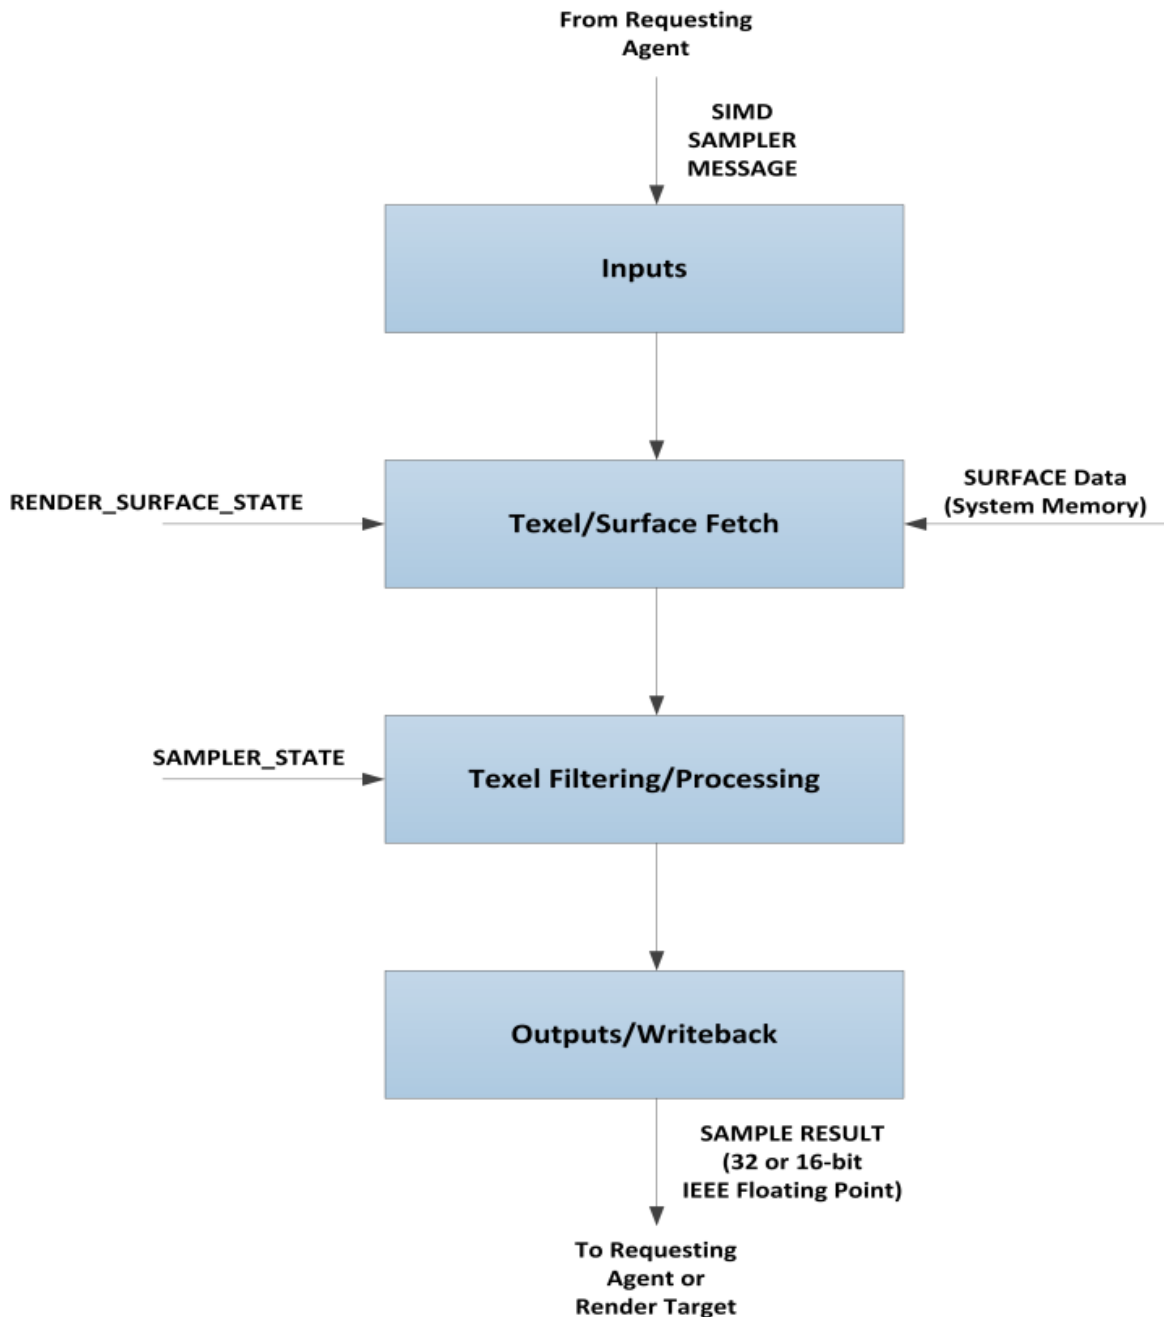 From Requesting
Agent
SIMD
SAMPLER
MESSAGE
Inputs
RENDER_SURFACE_STATE
Texel/Surface Fetch
SURFACE Data
(System Memory)
SAMPLER_STATE
Texel Filtering/Processing
Outputs/Writeback
SAMPLE RESULT
(32 or 16-bit
IEEE Floating Point)
To Requesting
Agent or
Render Target